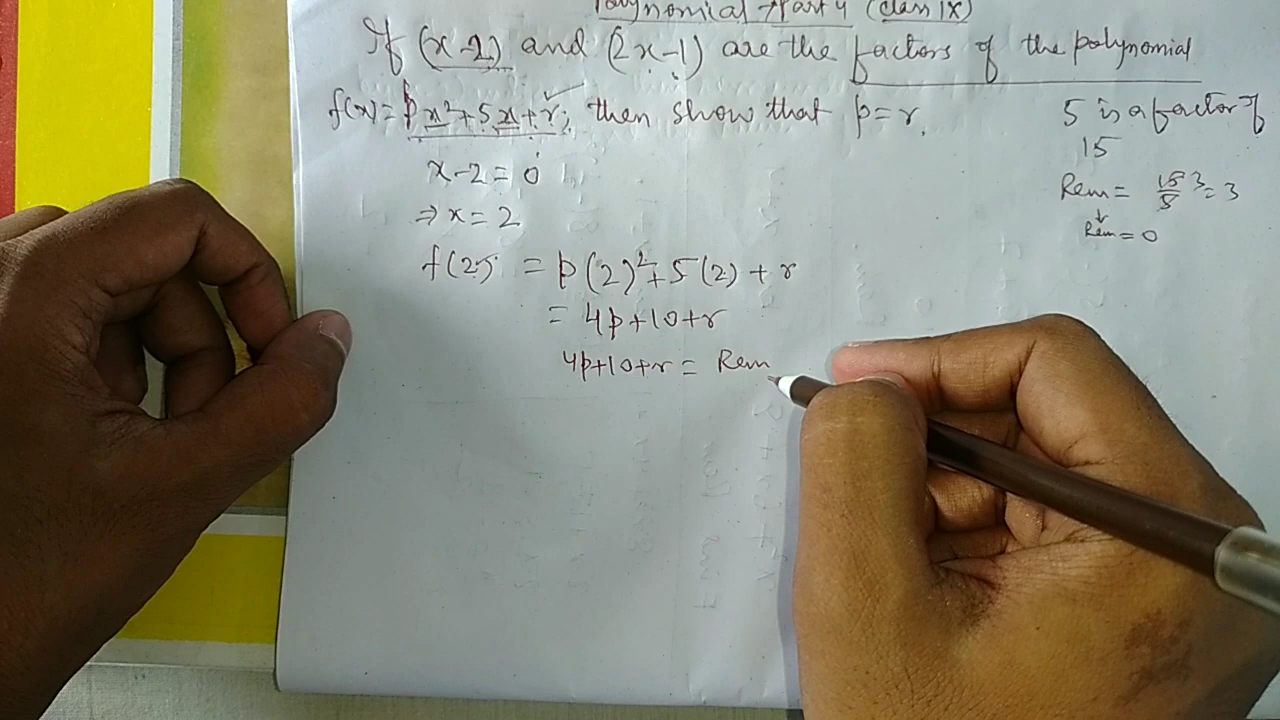 Polynomial → Part 4 (class IX)
If (x-2) and (2x-1) are the factors of the polynomial
f(x) = px²+5x+r, then show that p=r.
x-2=0
⇒ x=2
f(2) = p(2)²+5(2)+r
= 4p+10+r
4p+10+r = Rem
5 is a factor of
15
Rem = 15/5 3 = 3
↓
Rem = 0